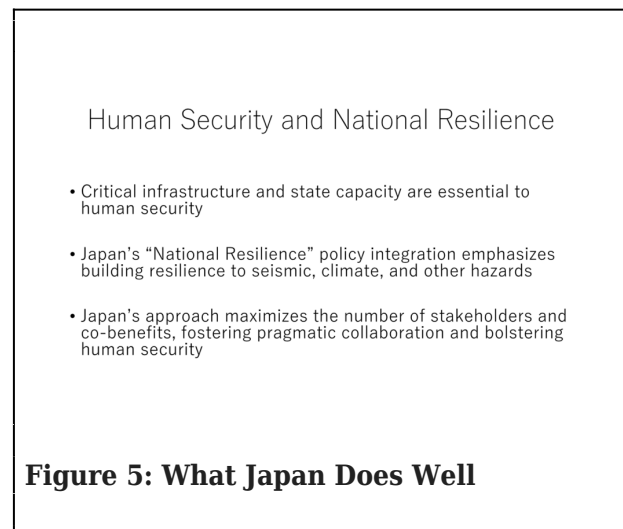 Human Security and National Resilience
• Critical infrastructure and state capacity are essential to
human security
• Japan’s “National Resilience” policy integration emphasizes
building resilience to seismic, climate, and other hazards
• Japan’s approach maximizes the number of stakeholders and
co-benefits, fostering pragmatic collaboration and bolstering
human security
Figure 5: What Japan Does Well